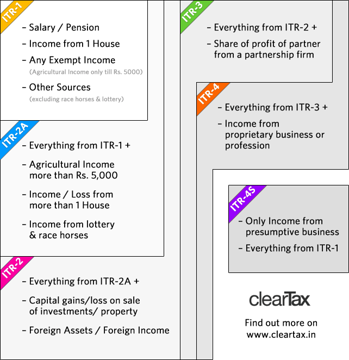 ITR-1
- Salary / Pension
- Income from 1 House
- Any Exempt Income
(Agricultural Income only till Rs. 5000)
- Other Sources
(excluding race horses & lottery)
ITR-2A
- Everything from ITR-1 +
- Agricultural Income
more than Rs. 5,000
- Income / Loss from
more than 1 House
- Income from lottery
& race horses
ITR-2
- Everything from ITR-2A +
- Capital gains/loss on sale
of investments/ property
- Foreign Assets / Foreign Income
ITR-3
- Everything from ITR-2 +
- Share of profit of partner
from a partnership firm
ITR-4
- Everything from ITR-3 +
- Income from
proprietary business or
profession
ITR-4S
- Only Income from
presumptive business
- Everything from ITR-1
clearTax
Find out more on
www.cleartax.in